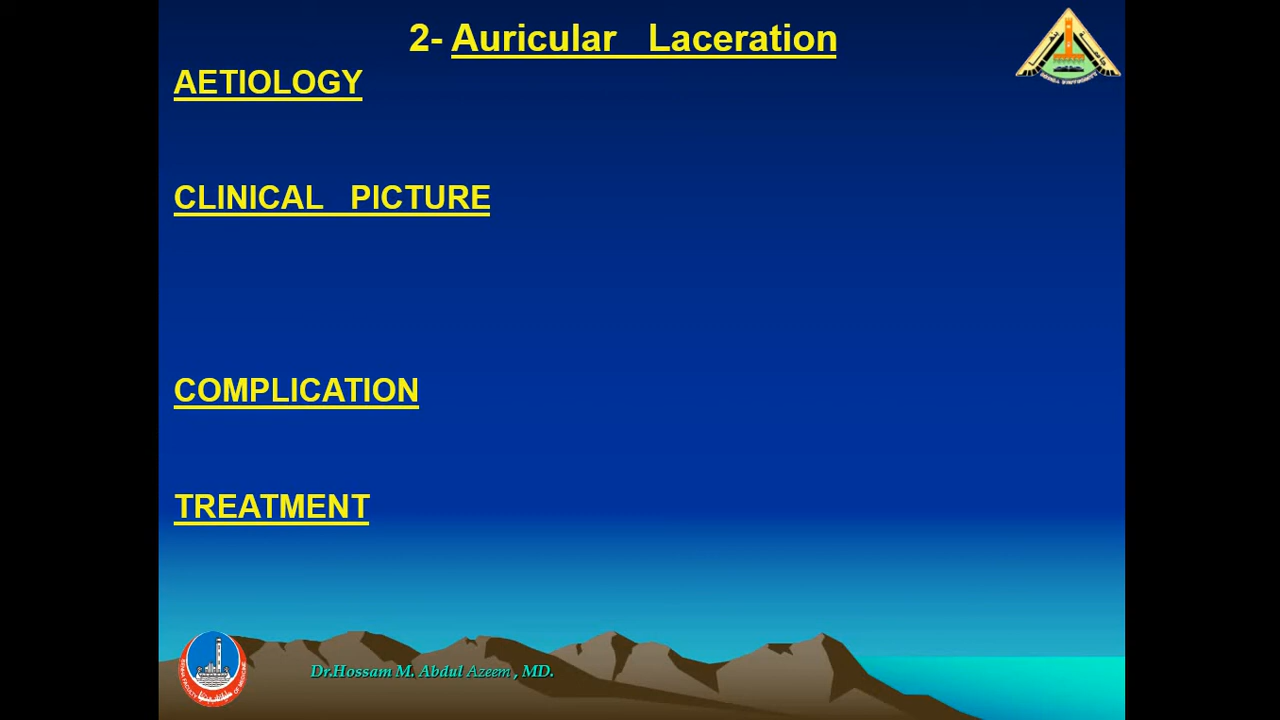 2- Auricular Laceration
AETIOLOGY
CLINICAL PICTURE
COMPLICATION
TREATMENT
Dr.Hossam M. Abdul Azeem , MD.